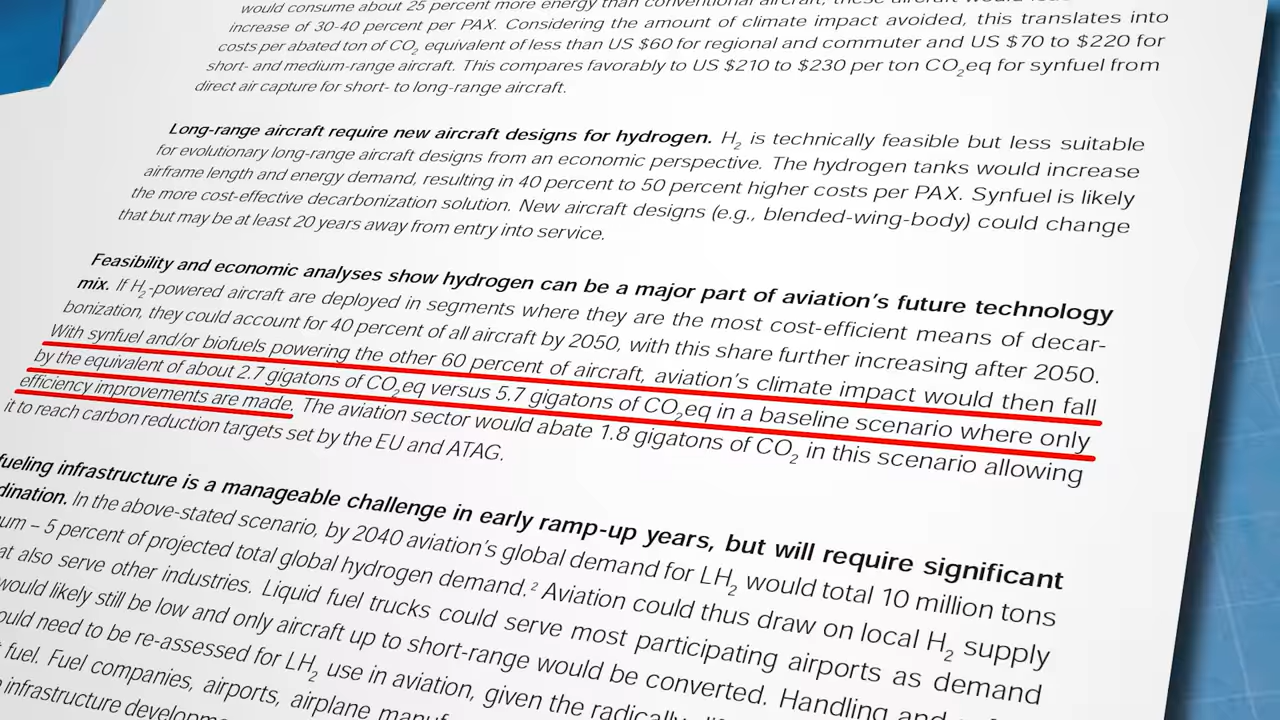 would consume about 25 percent more energy than conventional aircraft, these aircraft would
increase of 30-40 percent per PAX. Considering the amount of climate impact avoided, this translates into
costs per abated ton of CO2 equivalent of less than US $60 for regional and commuter and US $70 to $220 for
short- and medium-range aircraft. This compares favorably to US $210 to $230 per ton CO2eq for synfuel from
direct air capture for short- to long-range aircraft.
Long-range aircraft require new aircraft designs for hydrogen. H2 is technically feasible but less suitable
for evolutionary long-range aircraft designs from an economic perspective. The hydrogen tanks would increase
airframe length and energy demand, resulting in 40 percent to 50 percent higher costs per PAX. Synfuel is likely
the more cost-effective decarbonization solution. New aircraft designs (e.g., blended-wing-body) could change
that but may be at least 20 years away from entry into service.
Feasibility and economic analyses show hydrogen can be a major part of aviation's future technology
mix. If H2-powered aircraft are deployed in segments where they are the most cost-efficient means of decar-
bonization, they could account for 40 percent of all aircraft by 2050, with this share further increasing after 2050.
With synfuel and/or biofuels powering the other 60 percent of aircraft, aviation's climate impact would then fall
by the equivalent of about 2.7 gigatons of CO2eq versus 5.7 gigatons of CO2eq in a baseline scenario where only
efficiency improvements are made. The aviation sector would abate 1.8 gigatons of CO2 in this scenario allowing
it to reach carbon reduction targets set by the EU and ATAG.
fueling infrastructure is a manageable challenge in early ramp-up years, but will require significant
dination. In the above-stated scenario, by 2040 aviation's global demand for LH2 would total 10 million tons
um – 5 percent of projected total global hydrogen demand.2 Aviation could thus draw on local H2 supply
at also serve other industries. Liquid fuel trucks could serve most participating airports as demand
would likely still be low and only aircraft up to short-range would be converted. Handling and
ould need to be re-assessed for LH2 use in aviation, given the radically
fuel. Fuel companies, airports, airplane
infrastructure